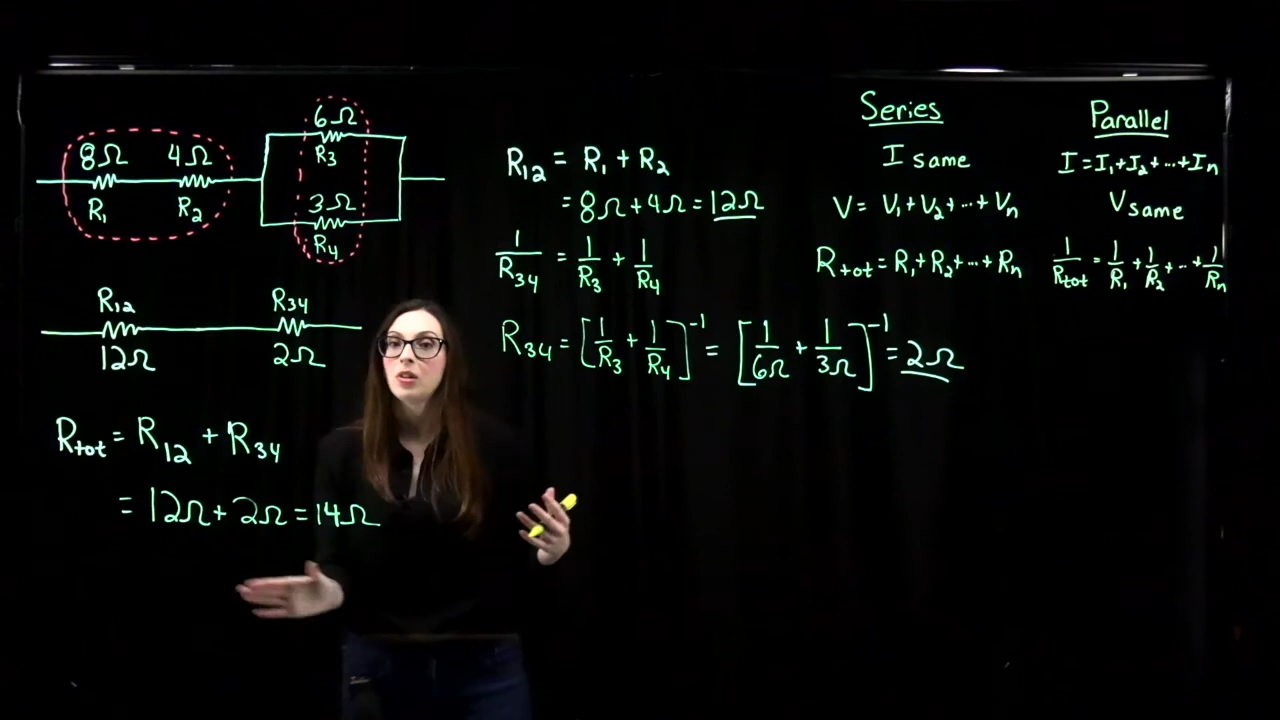 8Ω 4Ω
R₁ R₂
6Ω
R₃
3Ω
R₄
R₁₂ R₃₄
12Ω 2Ω
Rtot = R₁₂ + R₃₄
= 12Ω + 2Ω = 14Ω
R₁₂ = R₁ + R₂
= 8Ω + 4Ω = 12Ω
1/R₃₄ = 1/R₃ + 1/R₄
R₃₄ = [1/R₃ + 1/R₄]⁻¹ = [1/6Ω + 1/3Ω]⁻¹ = 2Ω
Series
I same
V = V₁ + V₂ + ... + Vn
Rtot = R₁ + R₂ + ... + Rn
Parallel
I = I₁ + I₂ + ... + In
V same
1/Rtot = 1/R₁ + 1/R₂ + ... + 1/Rn